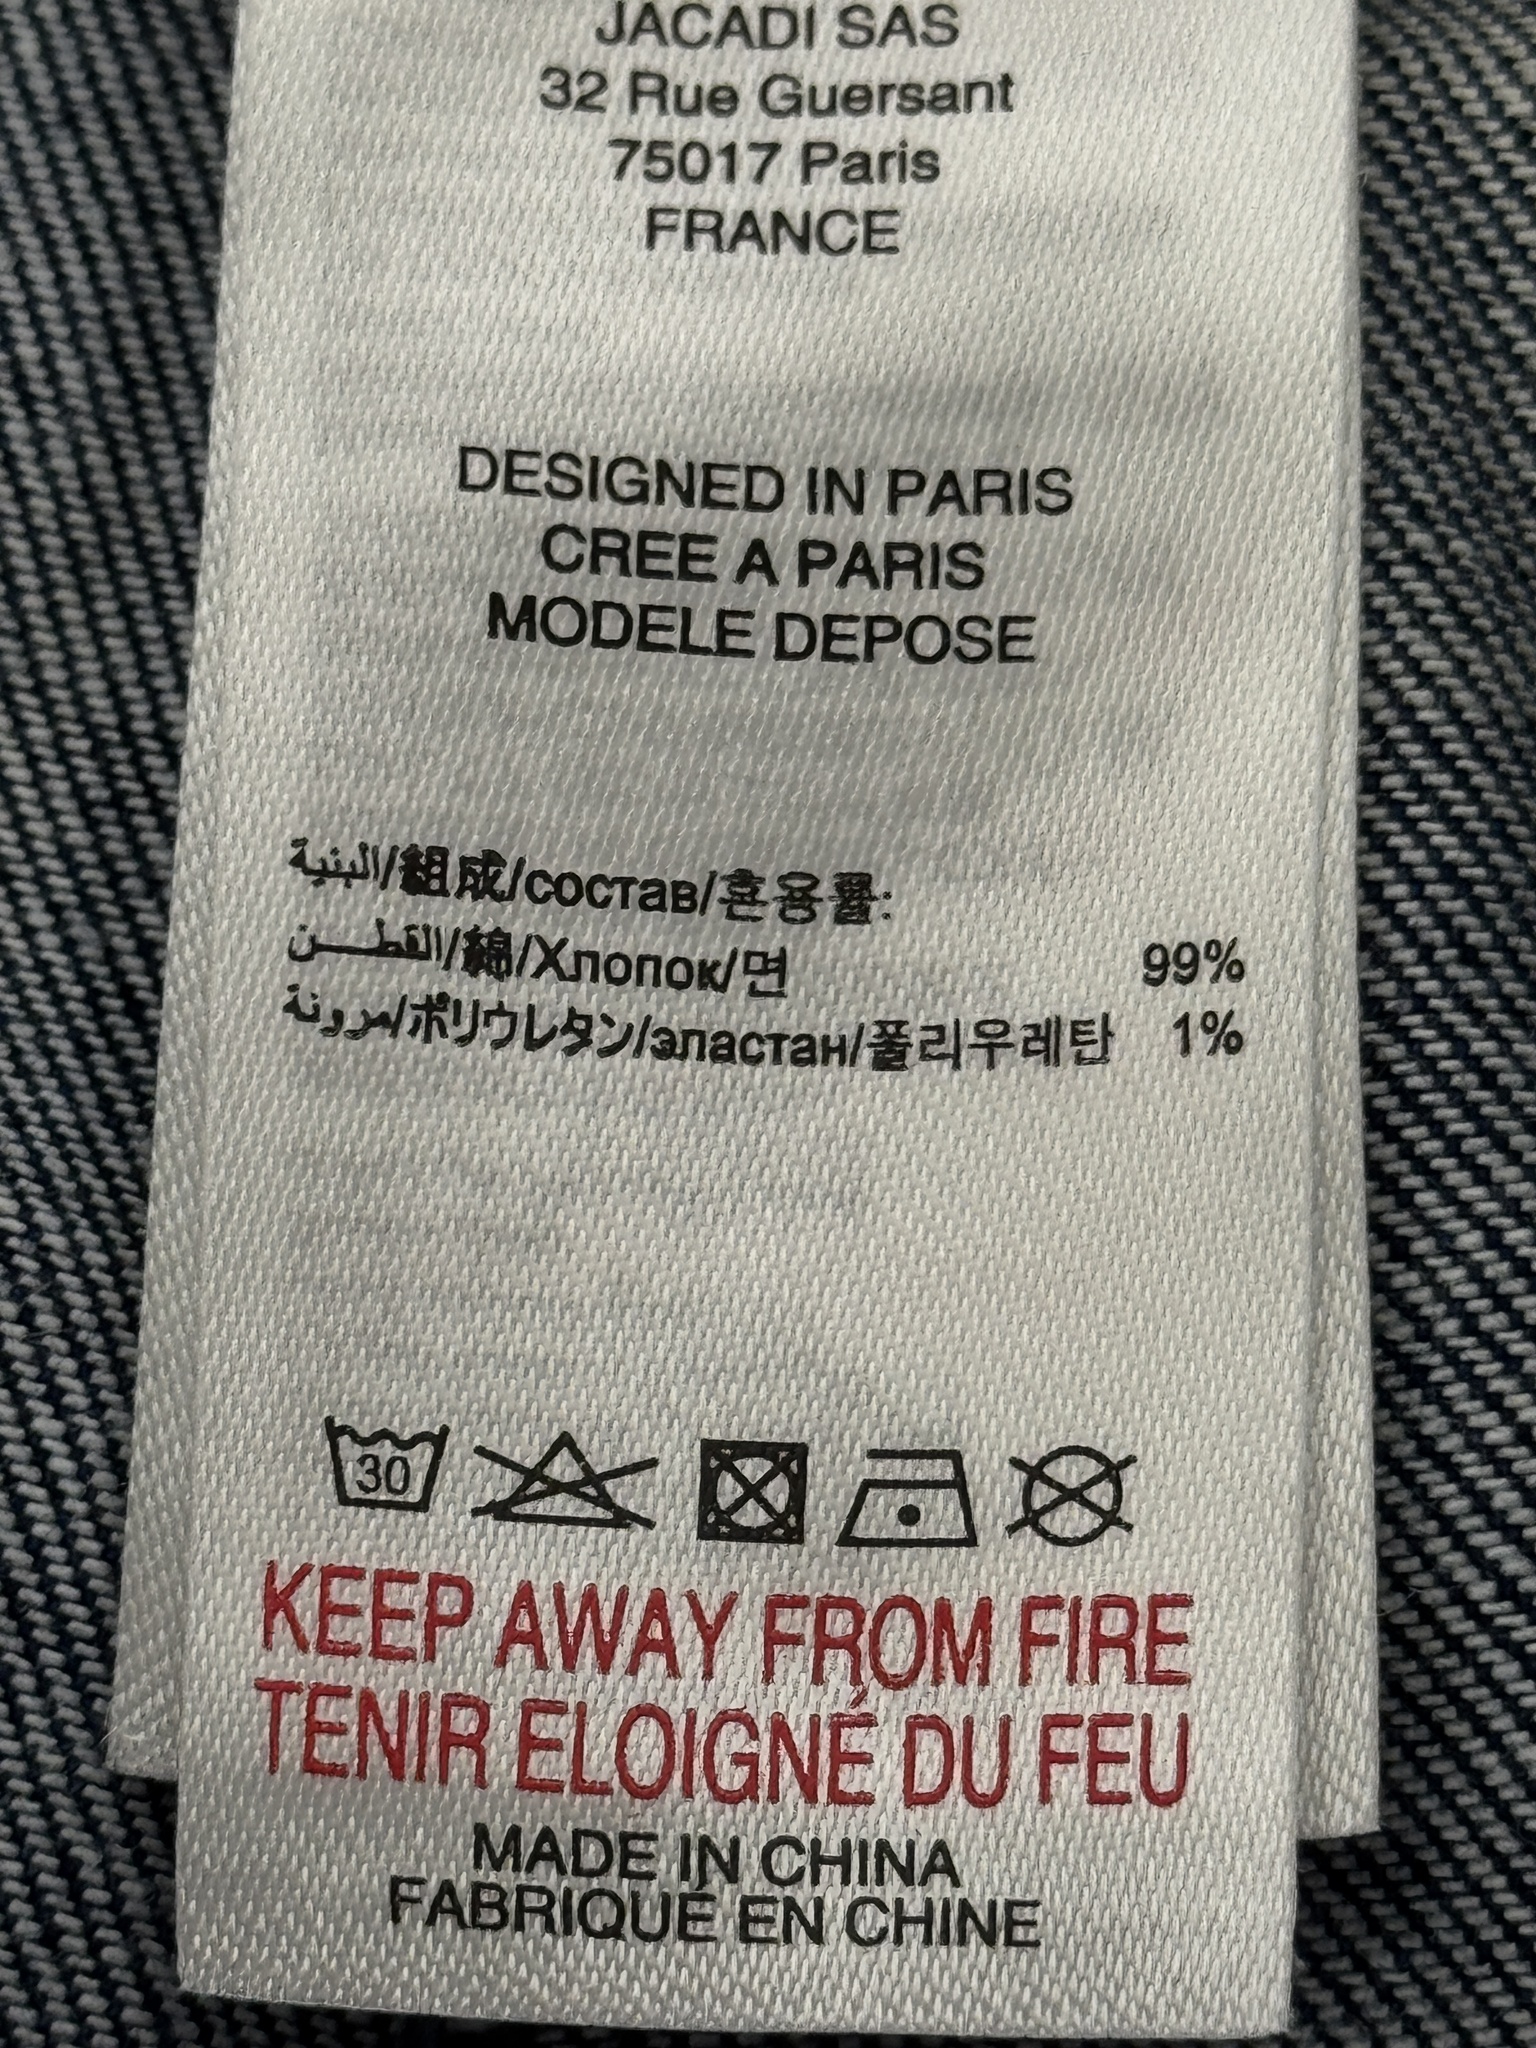 JACADI SAS
32 Rue Guersant
75017 Paris
FRANCE
DESIGNED IN PARIS
CREE A PARIS
MODELE DEPOSE
البنية/組成/состав/혼용률:
القطــن/綿/Хлопок/면 99%
مرونة/ポリウレタン/эластан/폴리우레탄 1%
30
KEEP AWAY FROM FIRE
TENIR ELOIGNÉ DU FEU
MADE IN CHINA
FABRIQUÉ EN CHINE